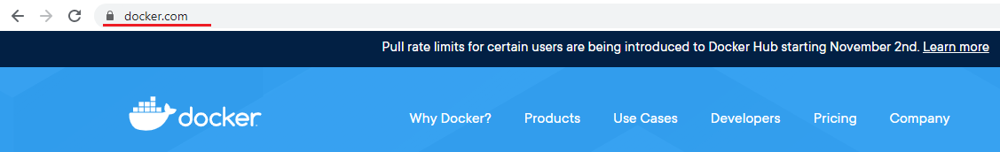 docker.com
Pull rate limits for certain users are being introduced to Docker Hub starting November 2nd. Learn more
docker Why Docker? Products Use Cases Developers Pricing Company